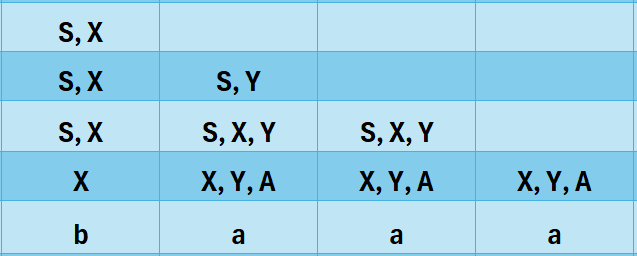 S, X
S, X S, Y
S, X S, X, Y S, X, Y
X X, Y, A X, Y, A X, Y, A
b a a a